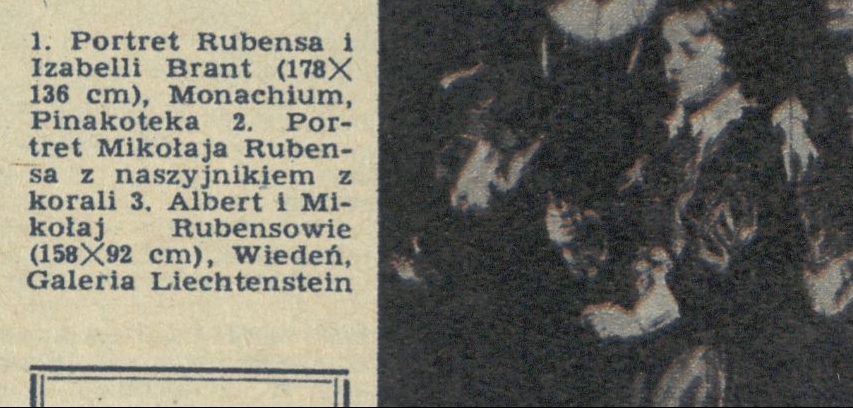 1. Portret Rubensa i
Izabelli Brant (178×
136 cm), Monachium,
Pinakoteka 2. Por-
tret Mikołaja Ruben-
sa z naszyjnikiem z
korali 3. Albert i Mi-
kołaj Rubensowie
(158×92 cm), Wiedeń,
Galeria Liechtenstein